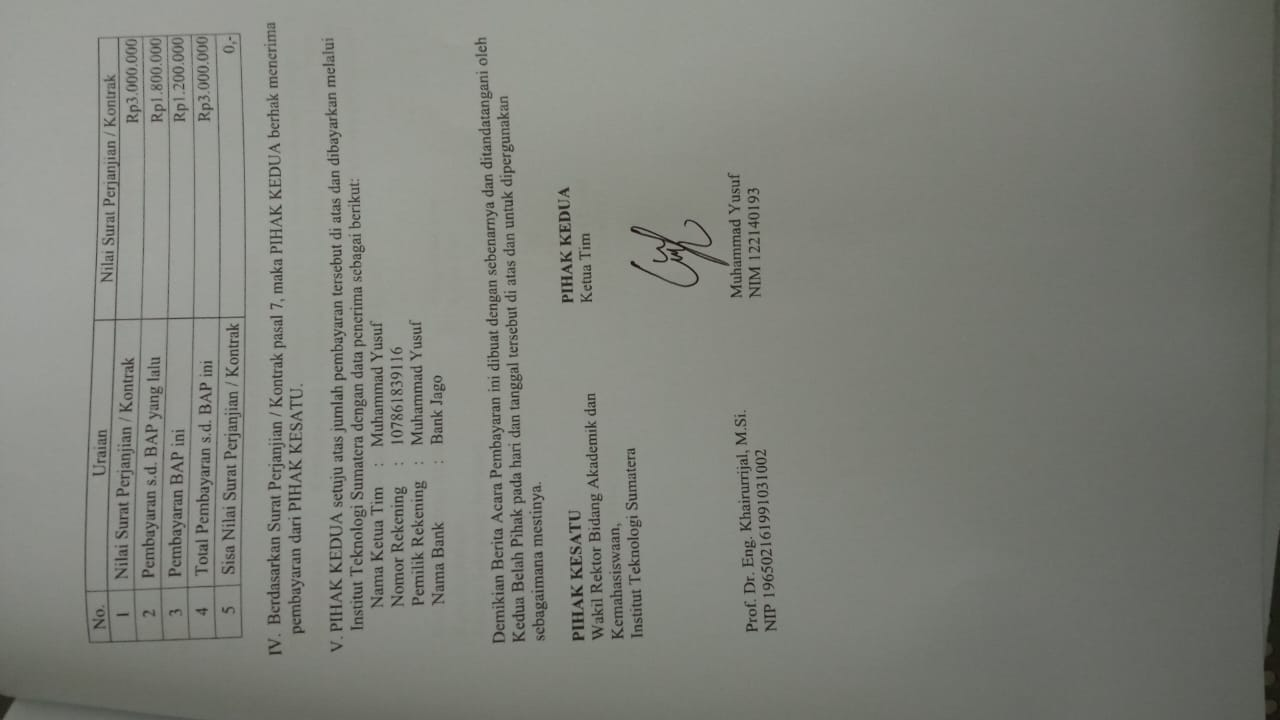 No. Uraian Nilai Surat Perjanjian / Kontrak
1 Nilai Surat Perjanjian / Kontrak Rp3.000.000
2 Pembayaran s.d. BAP yang lalu Rp1.800.000
3 Pembayaran BAP ini Rp1.200.000
4 Total Pembayaran s.d. BAP ini Rp3.000.000
5 Sisa Nilai Surat Perjanjian / Kontrak 0,-
IV. Berdasarkan Surat Perjanjian / Kontrak pasal 7, maka PIHAK KEDUA berhak menerima
pembayaran dari PIHAK KESATU.
V. PIHAK KEDUA setuju atas jumlah pembayaran tersebut di atas dan dibayarkan melalui
Institut Teknologi Sumatera dengan data penerima sebagai berikut:
Nama Ketua Tim : Muhammad Yusuf
Nomor Rekening : 107861839116
Pemilik Rekening : Muhammad Yusuf
Nama Bank : Bank Jago
Demikian Berita Acara Pembayaran ini dibuat dengan sebenarnya dan ditandatangani oleh
Kedua Belah Pihak pada hari dan tanggal tersebut di atas dan untuk dipergunakan
sebagaimana mestinya.
PIHAK KESATU
Wakil Rektor Bidang Akademik dan
Kemahasiswaan,
Institut Teknologi Sumatera
Prof. Dr. Eng. Khairurrijal, M.Si.
NIP 196502161991031002
PIHAK KEDUA
Ketua Tim
Muhammad Yusuf
NIM 122140193